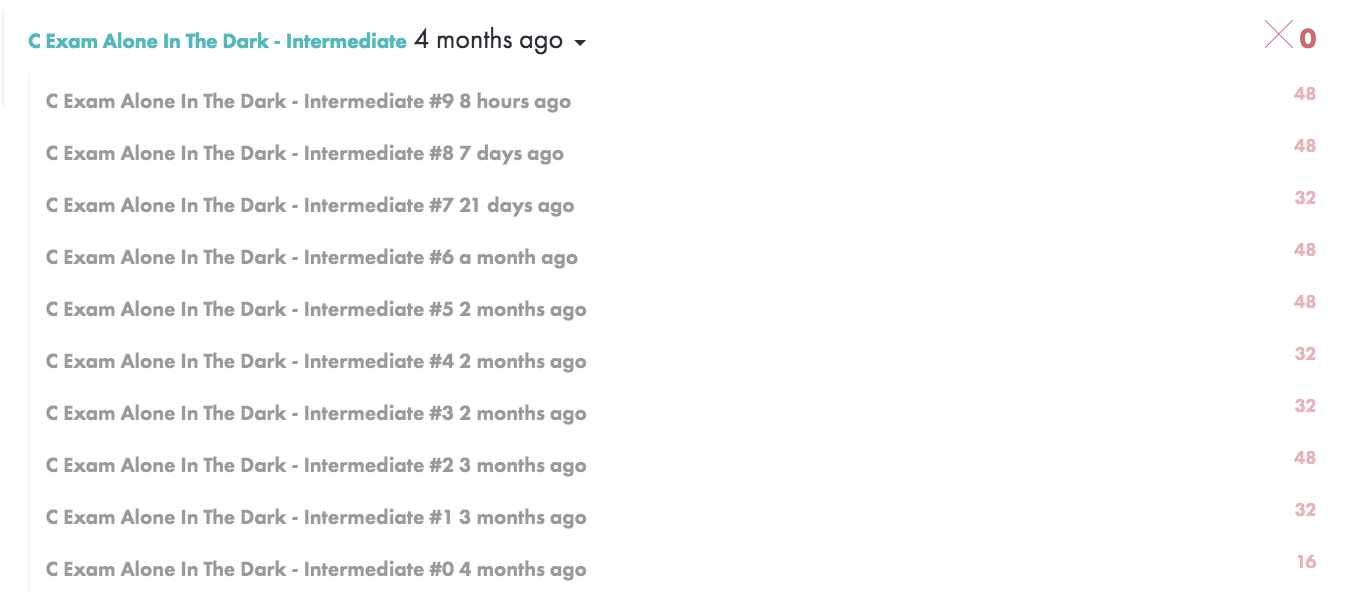 C Exam Alone In The Dark - Intermediate 4 months ago 0
C Exam Alone In The Dark - Intermediate #9 8 hours ago 48
C Exam Alone In The Dark - Intermediate #8 7 days ago 48
C Exam Alone In The Dark - Intermediate #7 21 days ago 32
C Exam Alone In The Dark - Intermediate #6 a month ago 48
C Exam Alone In The Dark - Intermediate #5 2 months ago 48
C Exam Alone In The Dark - Intermediate #4 2 months ago 32
C Exam Alone In The Dark - Intermediate #3 2 months ago 32
C Exam Alone In The Dark - Intermediate #2 3 months ago 48
C Exam Alone In The Dark - Intermediate #1 3 months ago 32
C Exam Alone In The Dark - Intermediate #0 4 months ago 16